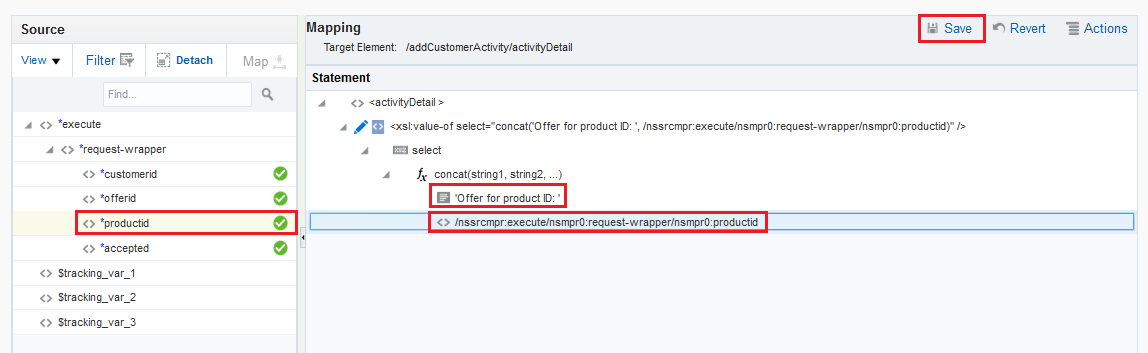 Source
View
Filter
Detach
Map
Find...
*execute
*request-wrapper
*customerid
*offerid
*productid
*accepted
$tracking_var_1
$tracking_var_2
$tracking_var_3
Mapping
Save
Revert
Actions
Target Element: /addCustomerActivity/activityDetail
Statement
<activityDetail >
<xsl:value-of select="concat('Offer for product ID: ', /nssrcmpr:execute/nsmpr0:request-wrapper/nsmpr0:productid)" />
select
fx concat(string1, string2, ...)
'Offer for product ID: '
/nssrcmpr:execute/nsmpr0:request-wrapper/nsmpr0:productid